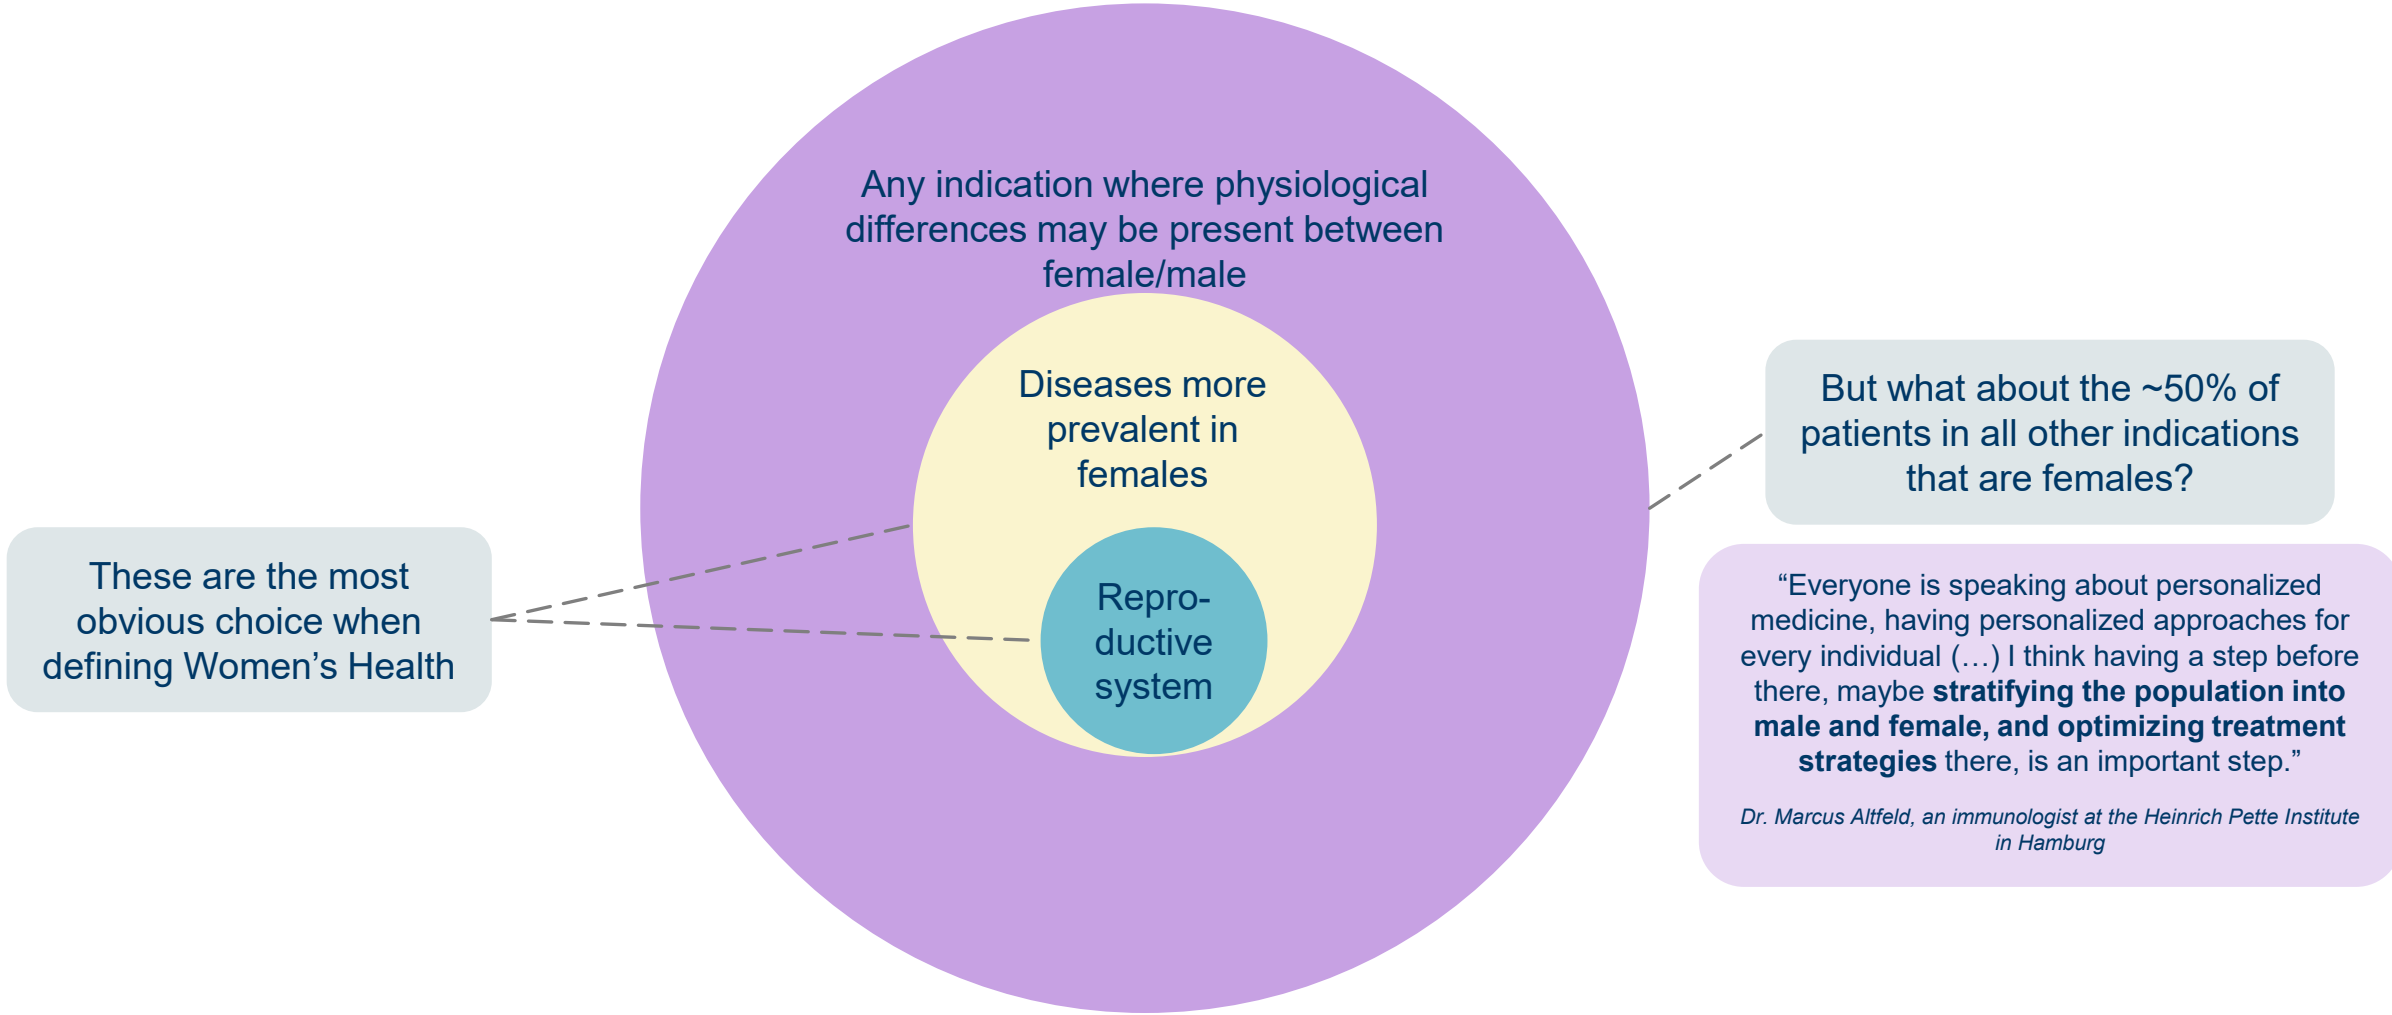 Any indication where physiological
differences may be present between
female/male
Diseases more
prevalent in
females
Repro-
ductive
system
These are the most
obvious choice when
defining Women’s Health
But what about the ~50% of
patients in all other indications
that are females?
“Everyone is speaking about personalized
medicine, having personalized approaches for
every individual (…) I think having a step before
there, maybe stratifying the population into
male and female, and optimizing treatment
strategies there, is an important step.”
Dr. Marcus Altfeld, an immunologist at the Heinrich Pette Institute
in Hamburg